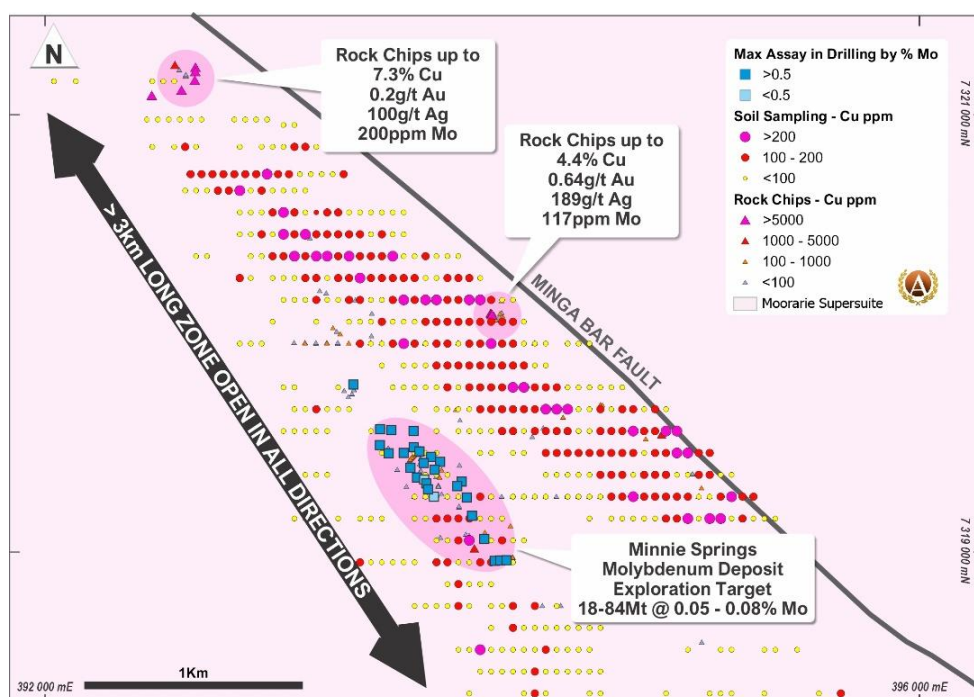 N
Rock Chips up to
7.3% Cu
0.2g/t Au
100g/t Ag
200ppm Mo
Rock Chips up to
4.4% Cu
0.64g/t Au
189g/t Ag
117ppm Mo
Max Assay in Drilling by % Mo
>0.5
<0.5
Soil Sampling - Cu ppm
>200
100 - 200
<100
Rock Chips - Cu ppm
>5000
1000 - 5000
100 - 1000
<100
Moorarie Supersuite
A
7 321 000 mN
MINGA BAR FAULT
> 3km LONG ZONE OPEN IN ALL DIRECTIONS
7 319 000 mN
Minnie Springs
Molybdenum Deposit
Exploration Target
18-84Mt @ 0.05 - 0.08% Mo
1Km
392 000 mE
396 000 mE